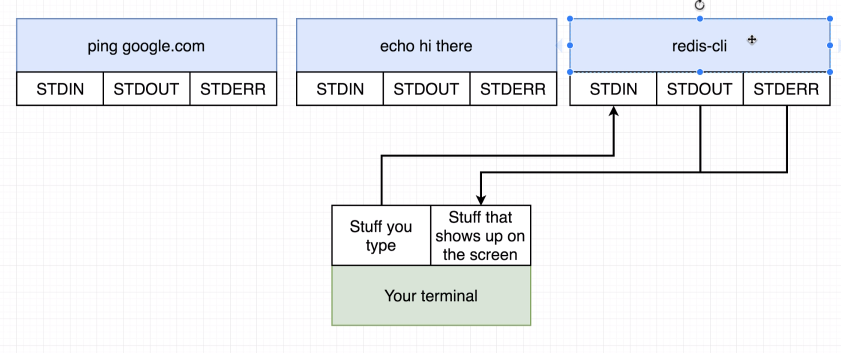 ping google.com
echo hi there
redis-cli
STDIN
STDOUT
STDERR
STDIN
STDOUT
STDERR
STDIN
STDOUT
STDERR
Stuff you
type
Stuff that
shows up on
the screen
Your terminal